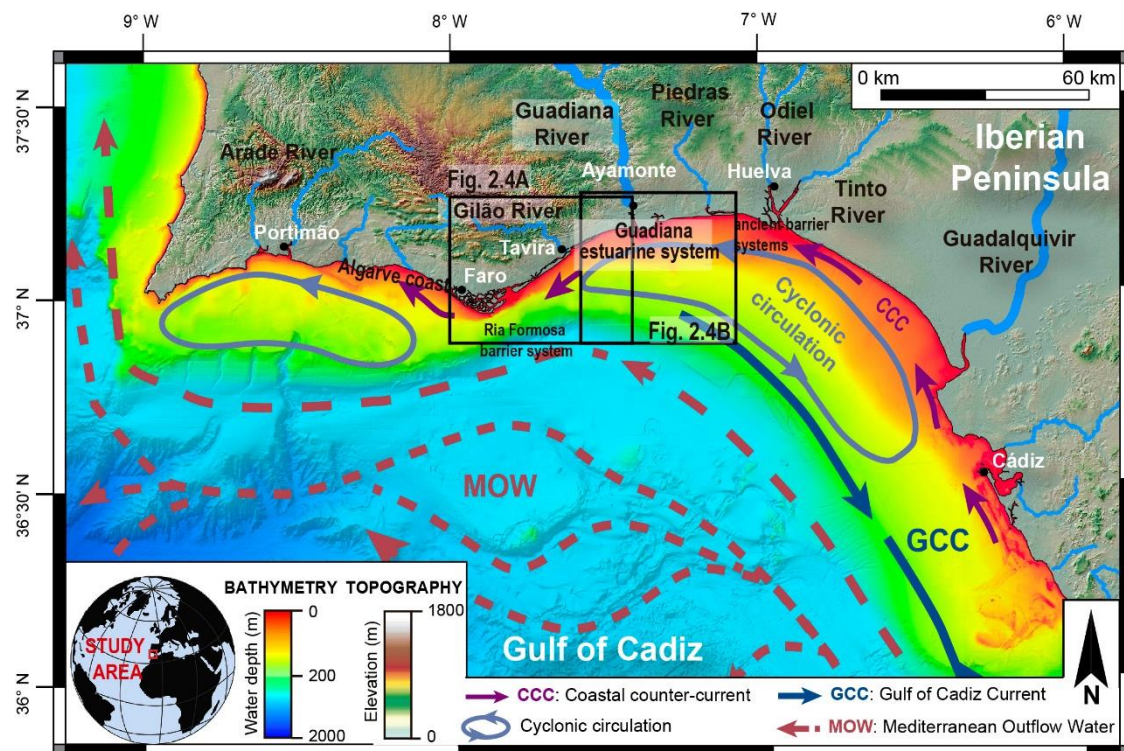 9° W
8° W
7° W
6° W
37°30' N
37° N
36°30' N
36° N
0 km
60 km
Iberian
Peninsula
Guadiana
River
Piedras
River
Odiel
River
Arade River
Fig. 2.4A
Ayamonte
Huelva
Tinto
River
Gilão River
Portimão
Tavira
Guadiana
estuarine system
ancient barrier
systems
Guadalquivir
River
Algarve coast
Faro
CCC
Cyclonic
circulation
Ria Formosa
barrier system
Fig. 2.4B
Cádiz
MOW
GCC
Gulf of Cadiz
STUDY
AREA
BATHYMETRY
Water depth (m)
0
200
2000
TOPOGRAPHY
Elevation (m)
1800
0
CCC: Coastal counter-current
GCC: Gulf of Cadiz Current
Cyclonic circulation
MOW: Mediterranean Outflow Water
N